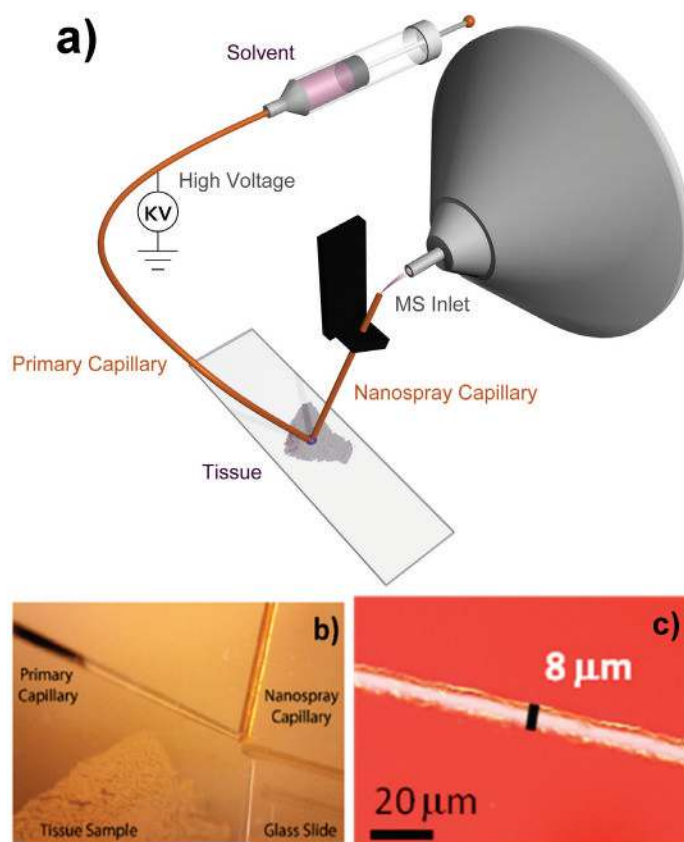 a)
Solvent
High Voltage
KV
MS Inlet
Primary Capillary
Nanospray Capillary
Tissue
b)
Primary
Capillary
Nanospray
Capillary
Tissue Sample
Glass Slide
c)
8 μm
20 μm